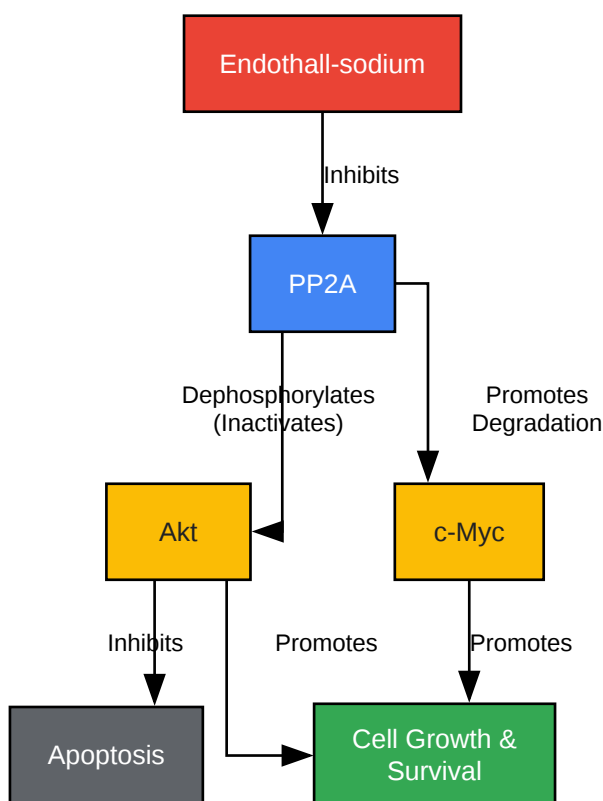 Endothall-sodium
Inhibits
PP2A
Dephosphorylates
(Inactivates)
Promotes
Degradation
Akt
c-Myc
Inhibits
Promotes
Promotes
Apoptosis
Cell Growth &
Survival